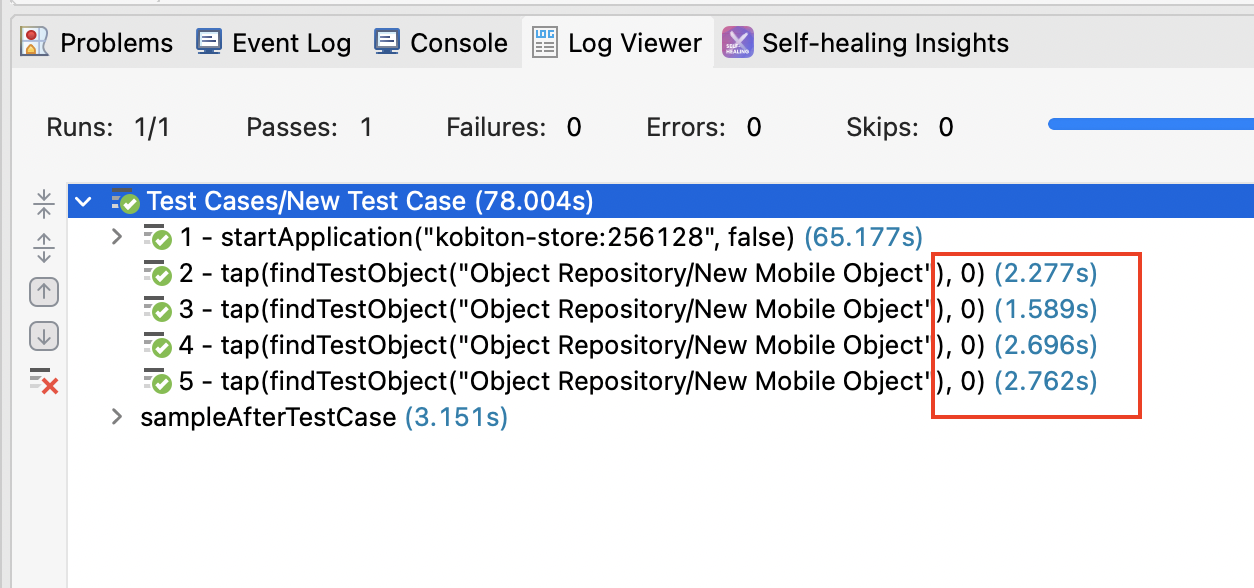 Problems Event Log Console LOG Log Viewer SELF-HEALING Self-healing Insights
Runs: 1/1 Passes: 1 Failures: 0 Errors: 0 Skips: 0
Test Cases/New Test Case (78.004s)
1 - startApplication("kobiton-store:256128", false) (65.177s)
2 - tap(findTestObject("Object Repository/New Mobile Object"), 0) (2.277s)
3 - tap(findTestObject("Object Repository/New Mobile Object"), 0) (1.589s)
4 - tap(findTestObject("Object Repository/New Mobile Object"), 0) (2.696s)
5 - tap(findTestObject("Object Repository/New Mobile Object"), 0) (2.762s)
sampleAfterTestCase (3.151s)